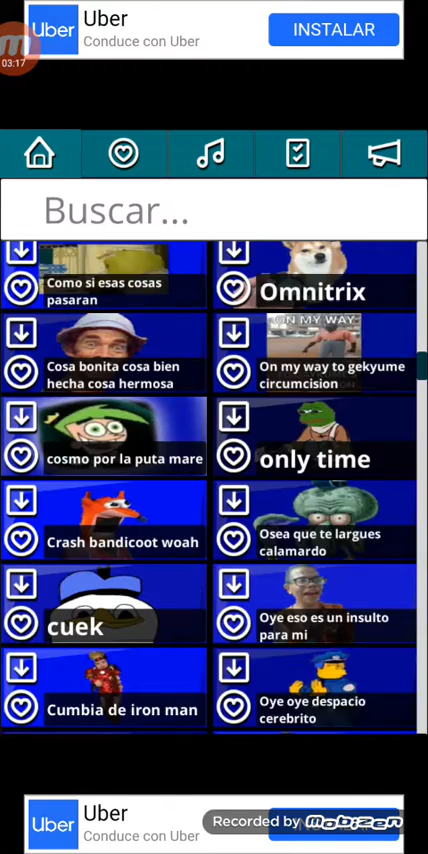 Uber
Uber
Conduce con Uber
INSTALAR
03:17
Buscar...
Como si esas cosas
pasaran
Omnitrix
Cosa bonita cosa bien
hecha cosa hermosa
ON MY WAY
On my way to gekyume
circumcision
cosmo por la puta mare
only time
Crash bandicoot woah
Osea que te largues
calamardo
cuek
Oye eso es un insulto
para mi
Cumbia de iron man
Oye oye despacio
cerebrito
Uber
Uber
Conduce con Uber
Recorded by Mobizen